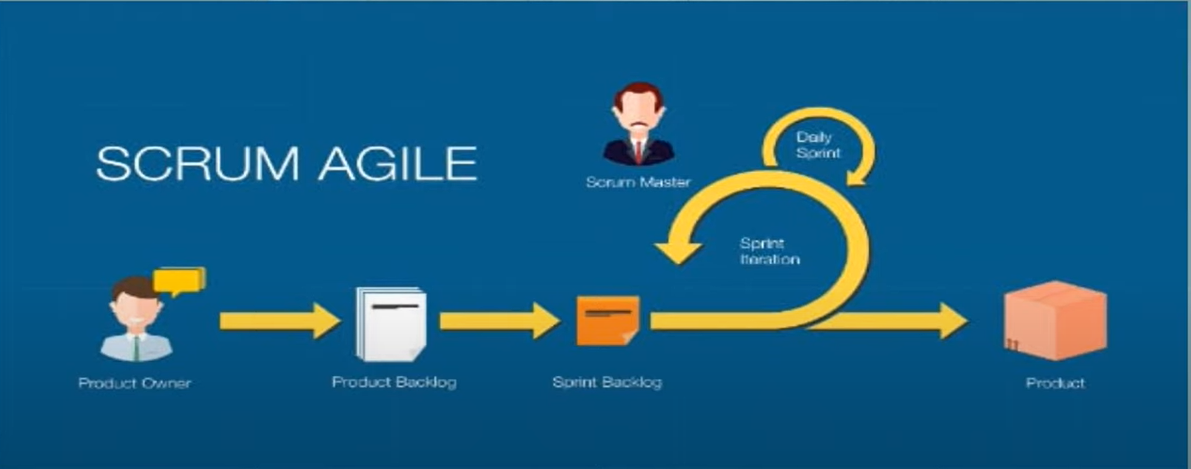 SCRUM AGILE
Scrum Master
Daily
Sprint
Sprint
Iteration
Product Owner
Product Backlog
Sprint Backlog
Product